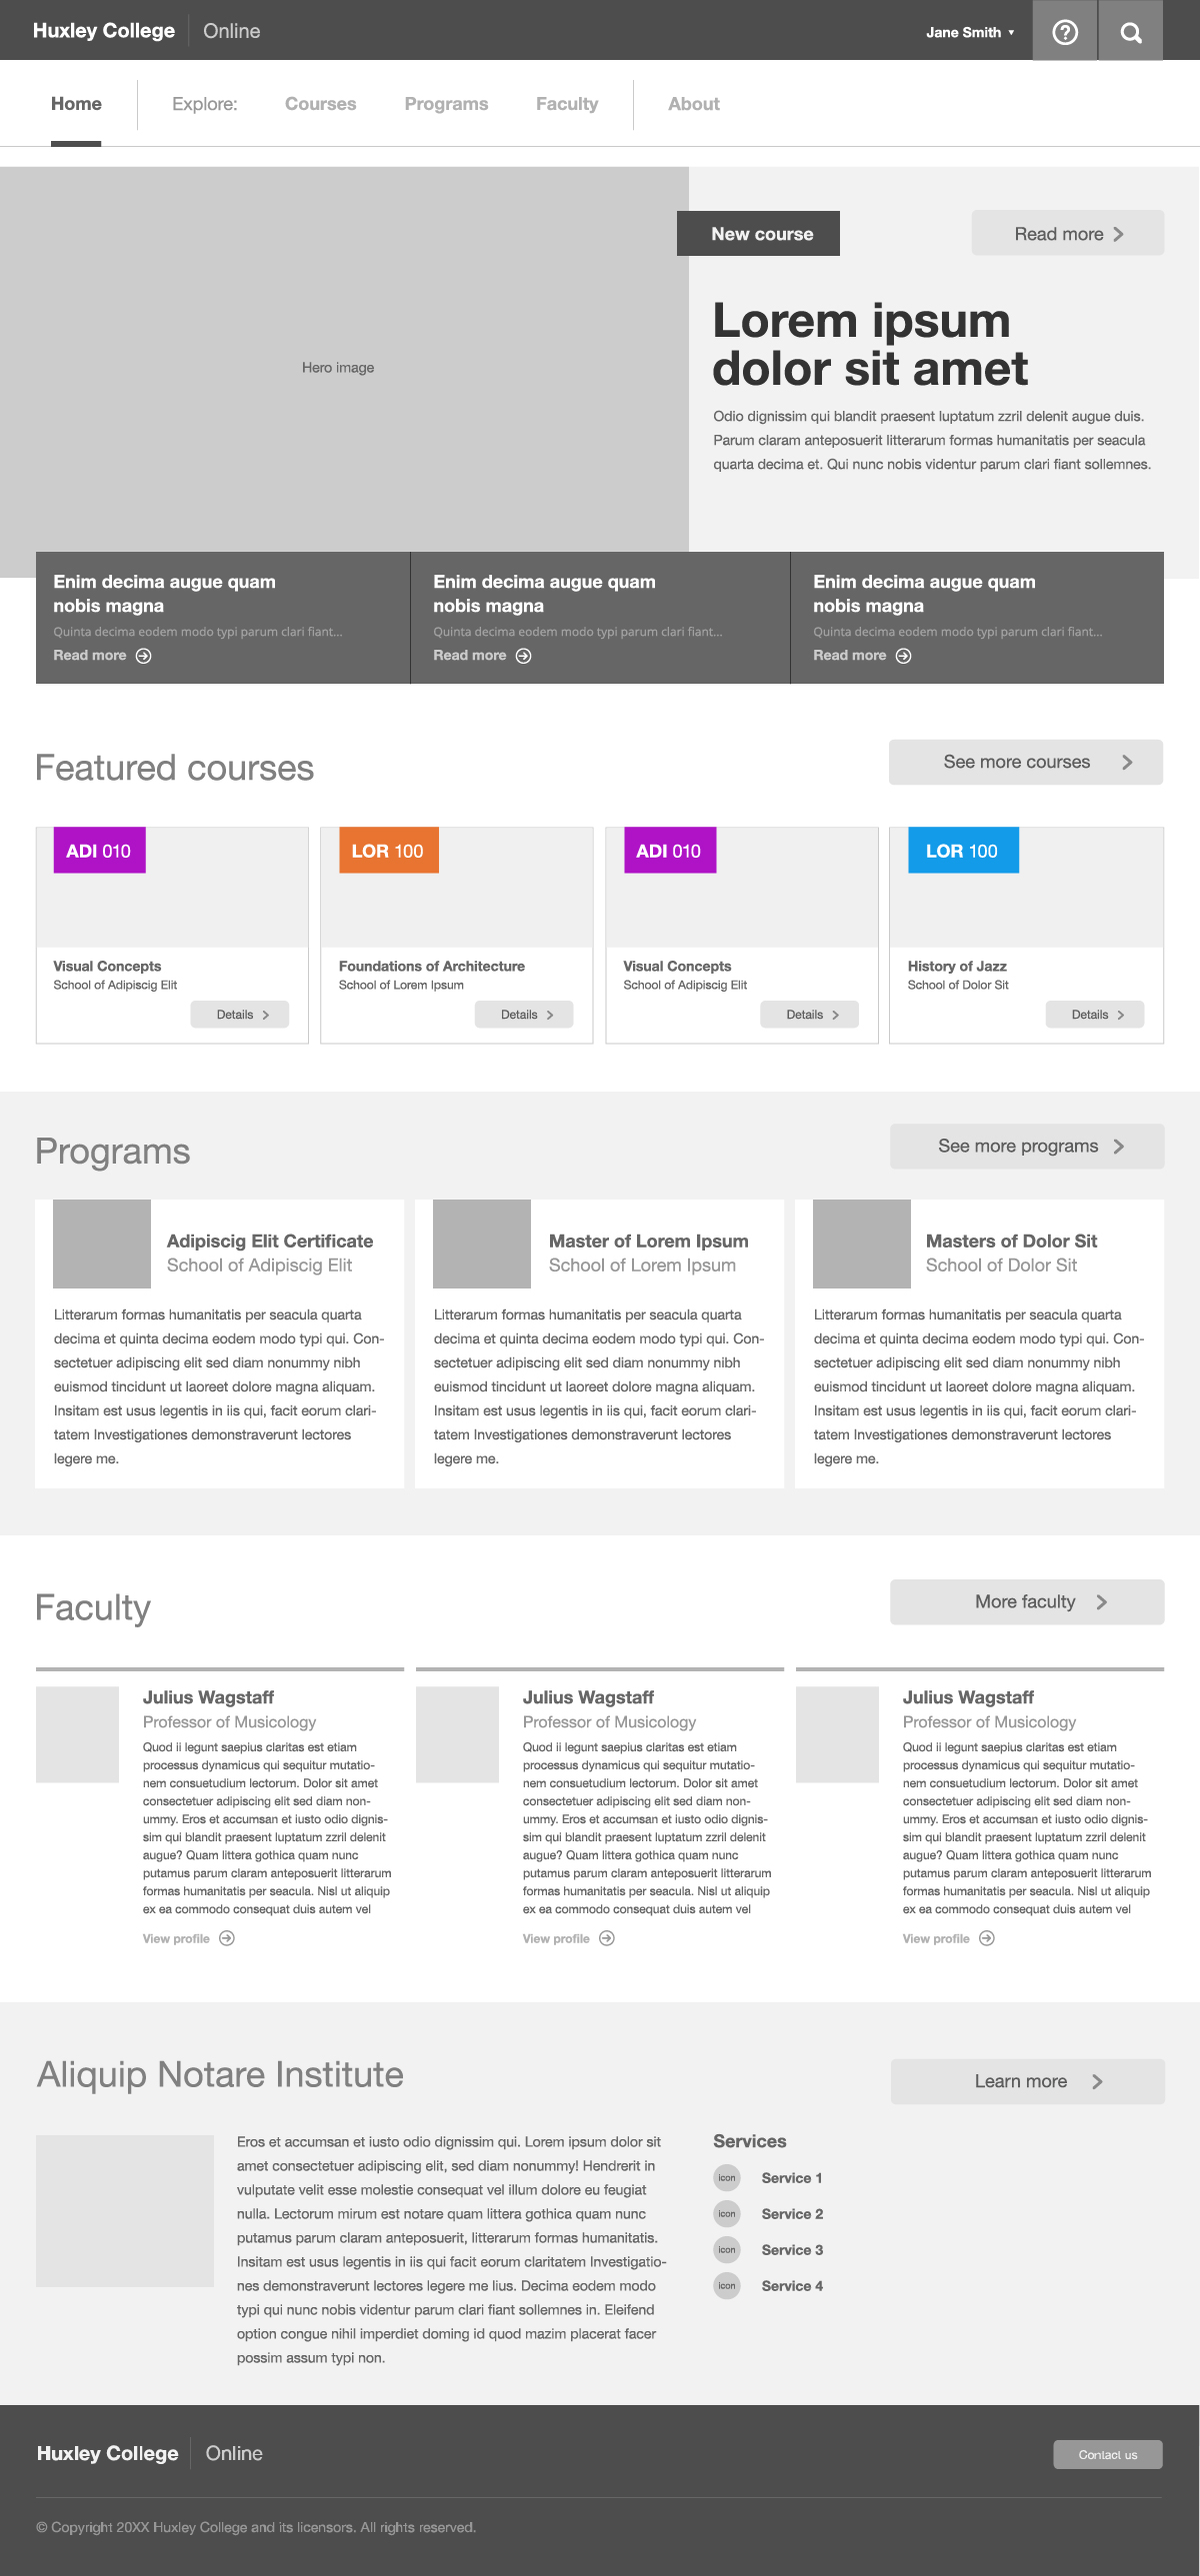 Huxley College Online
Jane Smith
Home Explore: Courses Programs Faculty About
Hero image
New course
Read more
Lorem ipsum
dolor sit amet
Odio dignissim qui blandit praesent luptatum zzril delenit augue duis.
Parum claram anteposuerit litterarum formas humanitatis per seacula
quarta decima et. Qui nunc nobis videntur parum clari fiant sollemnes.
Enim decima augue quam
nobis magna
Quinta decima eodem modo typi parum clari fiant...
Read more
Enim decima augue quam
nobis magna
Quinta decima eodem modo typi parum clari fiant...
Read more
Enim decima augue quam
nobis magna
Quinta decima eodem modo typi parum clari fiant...
Read more
Featured courses
See more courses
ADI 010
Visual Concepts
School of Adipiscig Elit
Details
LOR 100
Foundations of Architecture
School of Lorem Ipsum
Details
ADI 010
Visual Concepts
School of Adipiscig Elit
Details
LOR 100
History of Jazz
School of Dolor Sit
Details
Programs
See more programs
Adipiscig Elit Certificate
School of Adipiscig Elit
Litterarum formas humanitatis per seacula quarta
decima et quinta decima eodem modo typi qui. Con-
sectetuer adipiscing elit sed diam nonummy nibh
euismod tincidunt ut laoreet dolore magna aliquam.
Insitam est usus legentis in iis qui, facit eorum clari-
tatem Investigationes demonstraverunt lectores
legere me.
Master of Lorem Ipsum
School of Lorem Ipsum
Litterarum formas humanitatis per seacula quarta
decima et quinta decima eodem modo typi qui. Con-
sectetuer adipiscing elit sed diam nonummy nibh
euismod tincidunt ut laoreet dolore magna aliquam.
Insitam est usus legentis in iis qui, facit eorum clari-
tatem Investigationes demonstraverunt lectores
legere me.
Masters of Dolor Sit
School of Dolor Sit
Litterarum formas humanitatis per seacula quarta
decima et quinta decima eodem modo typi qui. Con-
sectetuer adipiscing elit sed diam nonummy nibh
euismod tincidunt ut laoreet dolore magna aliquam.
Insitam est usus legentis in iis qui, facit eorum clari-
tatem Investigationes demonstraverunt lectores
legere me.
Faculty
More faculty
Julius Wagstaff
Professor of Musicology
Quod ii legunt saepius claritas est etiam
processus dynamicus qui sequitur mutatio-
nem consuetudium lectorum. Dolor sit amet
consectetuer adipiscing elit sed diam non-
ummy. Eros et accumsan et iusto odio dignis-
sim qui blandit praesent luptatum zzril delenit
augue? Quam littera gothica quam nunc
putamus parum claram anteposuerit litterarum
formas humanitatis per seacula. Nisl ut aliquip
ex ea commodo consequat duis autem vel
View profile
Julius Wagstaff
Professor of Musicology
Quod ii legunt saepius claritas est etiam
processus dynamicus qui sequitur mutatio-
nem consuetudium lectorum. Dolor sit amet
consectetuer adipiscing elit sed diam non-
ummy. Eros et accumsan et iusto odio dignis-
sim qui blandit praesent luptatum zzril delenit
augue? Quam littera gothica quam nunc
putamus parum claram anteposuerit litterarum
formas humanitatis per seacula. Nisl ut aliquip
ex ea commodo consequat duis autem vel
View profile
Julius Wagstaff
Professor of Musicology
Quod ii legunt saepius claritas est etiam
processus dynamicus qui sequitur mutatio-
nem consuetudium lectorum. Dolor sit amet
consectetuer adipiscing elit sed diam non-
ummy. Eros et accumsan et iusto odio dignis-
sim qui blandit praesent luptatum zzril delenit
augue? Quam littera gothica quam nunc
putamus parum claram anteposuerit litterarum
formas humanitatis per seacula. Nisl ut aliquip
ex ea commodo consequat duis autem vel
View profile
Aliquip Notare Institute
Learn more
Eros et accumsan et iusto odio dignissim qui. Lorem ipsum dolor sit
amet consectetuer adipiscing elit, sed diam nonummy! Hendrerit in
vulputate velit esse molestie consequat vel illum dolore eu feugiat
nulla. Lectorum mirum est notare quam littera gothica quam nunc
putamus parum claram anteposuerit, litterarum formas humanitatis.
Insitam est usus legentis in iis qui facit eorum claritatem Investigatio-
nes demonstraverunt lectores legere me lius. Decima eodem modo
typi qui nunc nobis videntur parum clari fiant sollemnes in. Eleifend
option congue nihil imperdiet doming id quod mazim placerat facer
possim assum typi non.
Services
icon Service 1
icon Service 2
icon Service 3
icon Service 4
Huxley College Online
Contact us
© Copyright 20XX Huxley College and its licensors. All rights reserved.